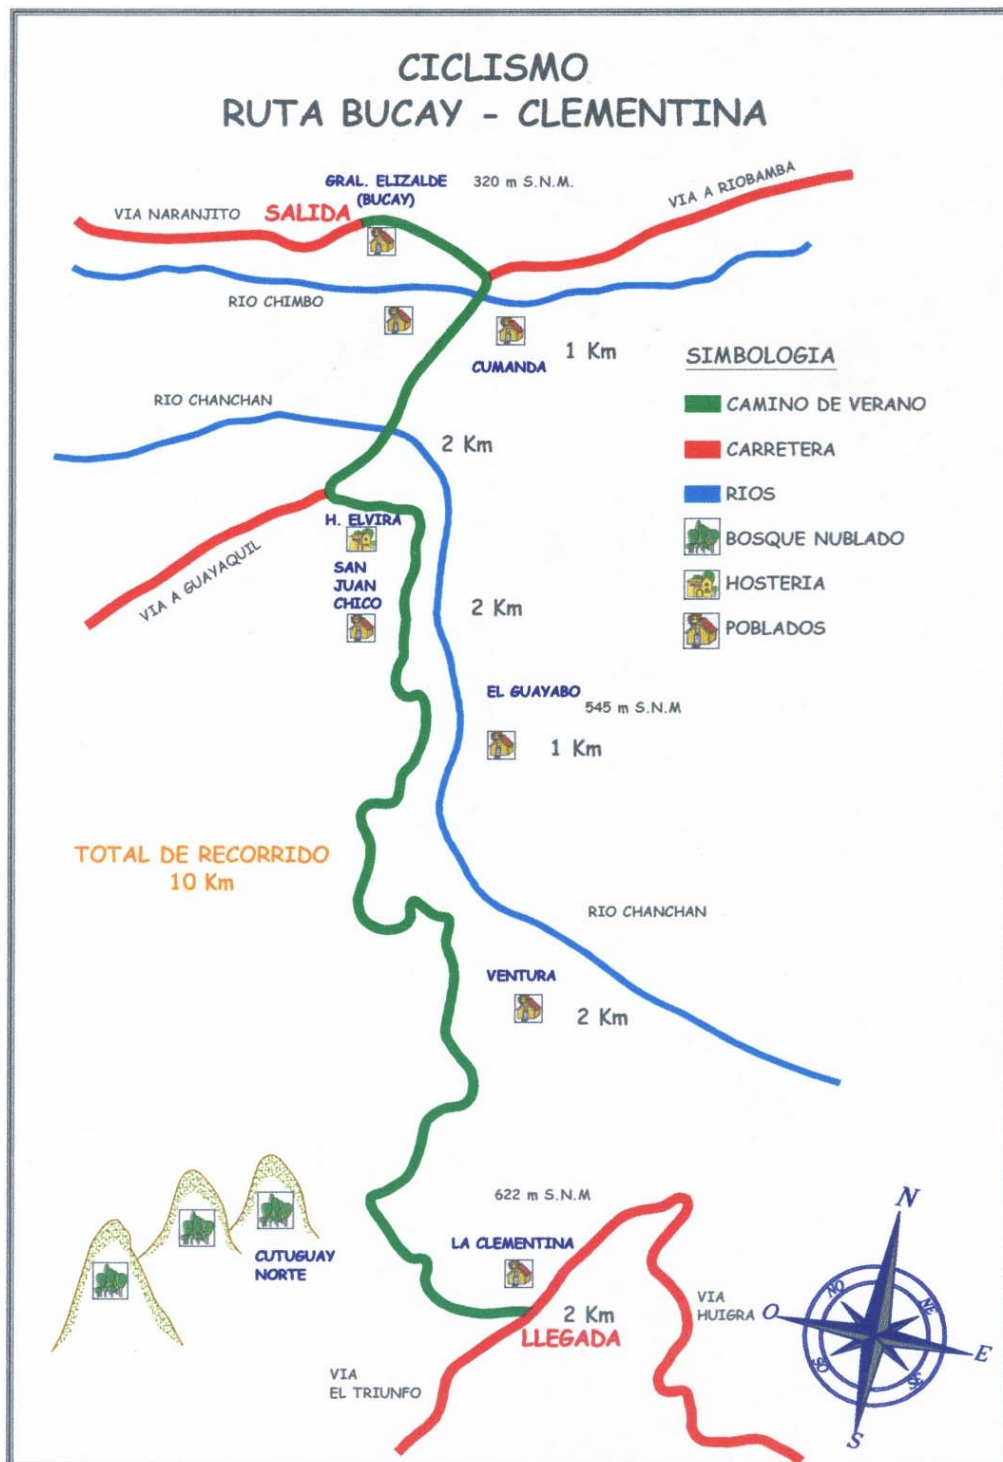 CICLISMO
RUTA BUCAY - CLEMENTINA
GRAL. ELIZALDE
(BUCAY)
320 m S.N.M.
VIA A RIOBAMBA
VIA NARANJITO
SALIDA
RIO CHIMBO
CUMANDA
1 Km
SIMBOLOGIA
CAMINO DE VERANO
CARRETERA
RIOS
BOSQUE NUBLADO
HOSTERIA
POBLADOS
RIO CHANCHAN
2 Km
H. ELVIRA
SAN
JUAN
CHICO
VIA A GUAYAQUIL
2 Km
EL GUAYABO
545 m S.N.M
1 Km
TOTAL DE RECORRIDO
10 Km
RIO CHANCHAN
VENTURA
2 Km
622 m S.N.M
LA CLEMENTINA
CUTUGUAY
NORTE
2 Km
LLEGADA
VIA
HUIGRA
VIA
EL TRIUNFO
N
NO
NE
O
E
SO
SE
S